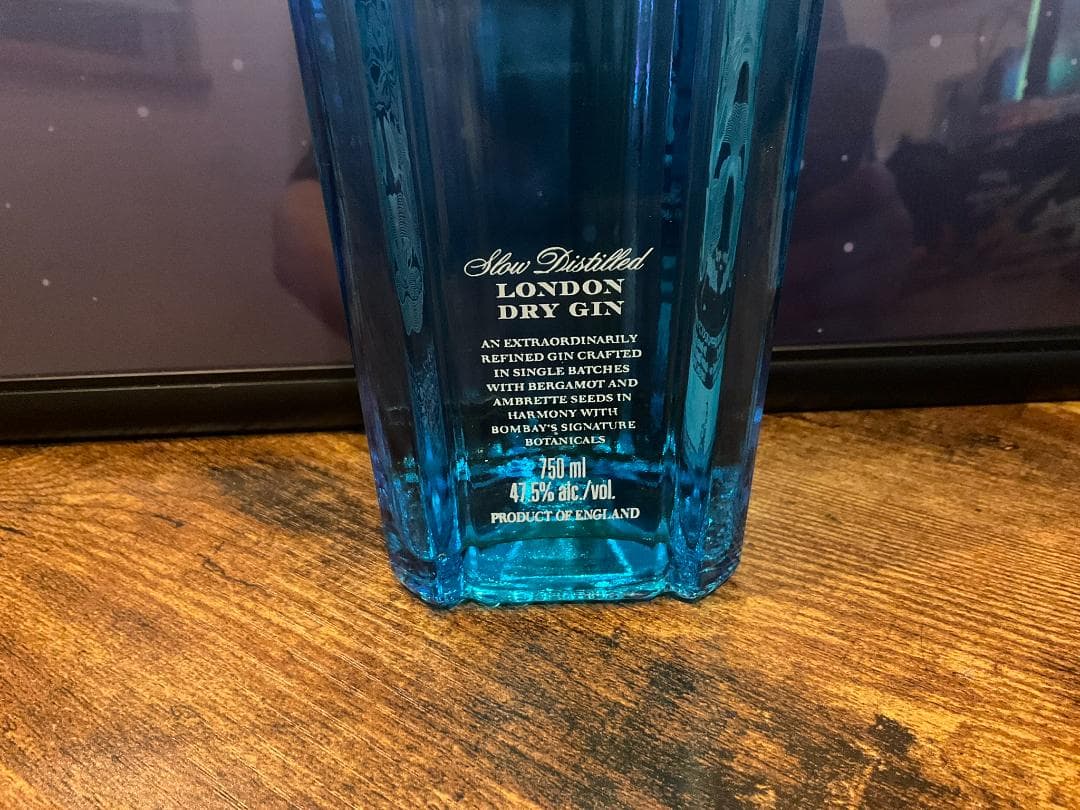 Slow Distilled
LONDON
DRY GIN
AN EXTRAORDINARILY
REFINED GIN CRAFTED
IN SINGLE BATCHES
WITH BERGAMOT AND
AMBRETTE SEEDS IN
HARMONY WITH
BOMBAY'S SIGNATURE
BOTANICALS
750 ml
47.5% alc./vol.
PRODUCT OF ENGLAND